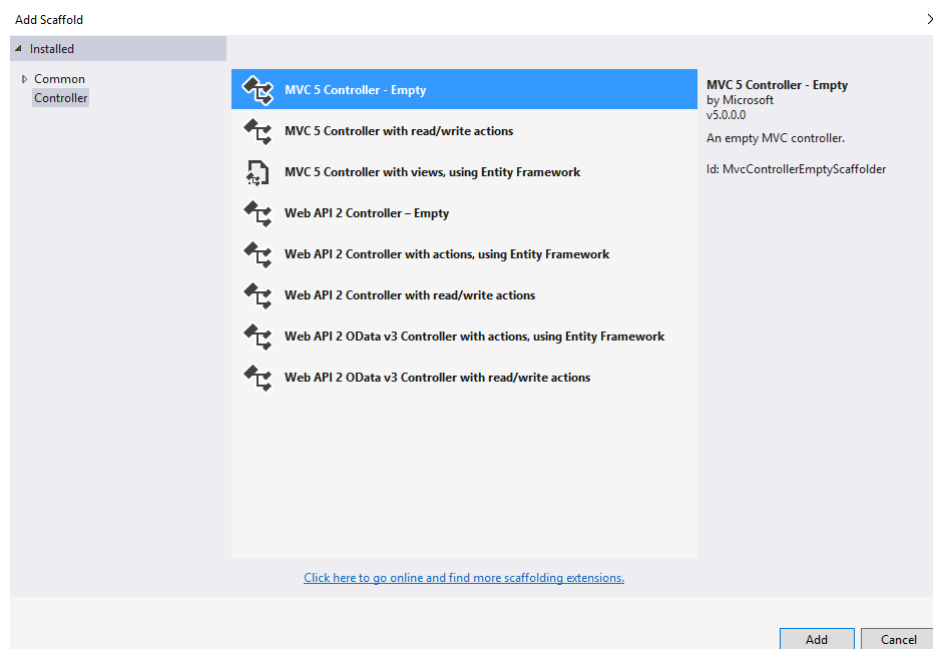 Add Scaffold
Installed
Common
Controller
MVC 5 Controller - Empty
MVC 5 Controller with read/write actions
MVC 5 Controller with views, using Entity Framework
Web API 2 Controller – Empty
Web API 2 Controller with actions, using Entity Framework
Web API 2 Controller with read/write actions
Web API 2 OData v3 Controller with actions, using Entity Framework
Web API 2 OData v3 Controller with read/write actions
MVC 5 Controller - Empty
by Microsoft
v5.0.0.0
An empty MVC controller.
Id: MvcControllerEmptyScaffolder
Click here to go online and find more scaffolding extensions.
Add
Cancel